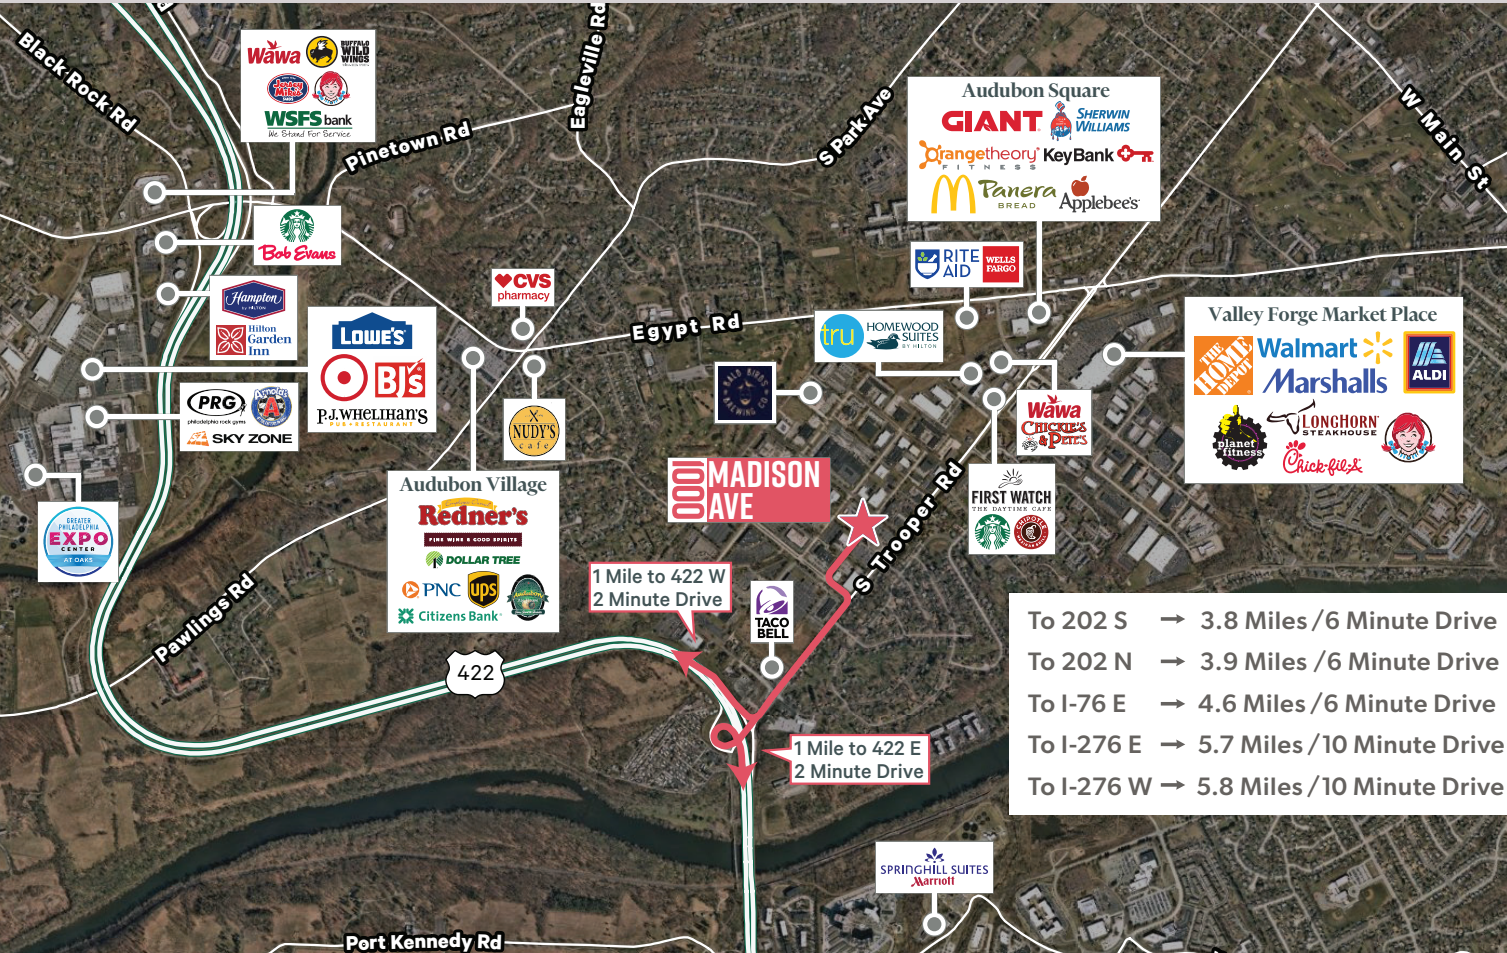 Black Rock Rd
Wawa
BUFFALO
WILD
WINGS
Jersey
Mike's
SUBS
WSFS bank
We Stand For Service
Pinetown Rd
Eagleville Rd
S Park Ave
W Main St
Audubon Square
GIANT
SHERWIN
WILLIAMS
Orangetheory
FITNESS
KeyBank
Panera
BREAD
Applebee's
Bob Evans
Hampton
by HILTON
Hilton
Garden
Inn
LOWE'S
BJ's
P.J.WHELIHAN'S
PUB + RESTAURANT
PRG
philadelphia rock gyms
Arnold's
A
SKY ZONE
GREATER
PHILADELPHIA
EXPO
CENTER
AT OAKS
CVS
pharmacy
NUDY'S
cafe
Egypt Rd
RITE
AID
WELLS
FARGO
tru
HOMEWOOD
SUITES
BY HILTON
Wawa
CHICKIE'S
& PETE'S
Valley Forge Market Place
THE
HOME
DEPOT
Walmart
Marshalls
ALDI
planet
fitness
LONGHORN
STEAKHOUSE
Chick-fil-A
FIRST WATCH
THE DAYTIME CAFE
CHIPOTLE
Audubon Village
Redner's
FINE WINE & GOOD SPIRITS
DOLLAR TREE
PNC
ups
Audubon
Citizens Bank
1000 MADISON
AVE
S Trooper Rd
1 Mile to 422 W
2 Minute Drive
TACO
BELL
Pawlings Rd
422
1 Mile to 422 E
2 Minute Drive
To 202 S → 3.8 Miles / 6 Minute Drive
To 202 N → 3.9 Miles / 6 Minute Drive
To I-76 E → 4.6 Miles / 6 Minute Drive
To I-276 E → 5.7 Miles / 10 Minute Drive
To I-276 W → 5.8 Miles / 10 Minute Drive
SPRINGHILL SUITES
Marriott
Port Kennedy Rd